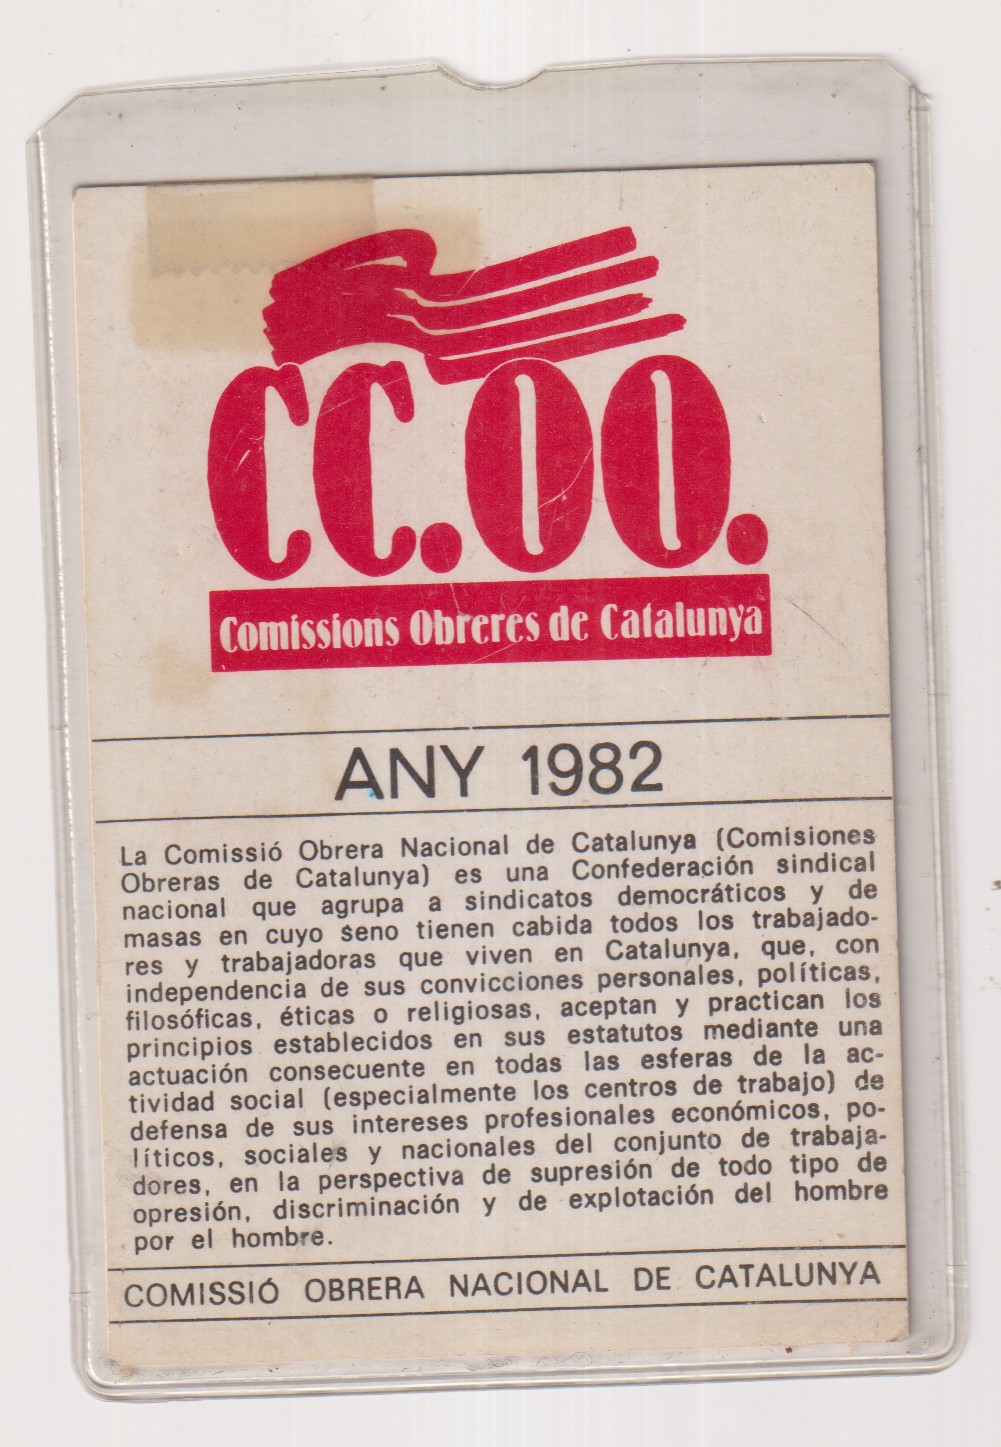 CC.OO.
Comissions Obreres de Catalunya
ANY 1982
La Comissió Obrera Nacional de Catalunya (Comisiones
Obreras de Catalunya) es una Confederación sindical
nacional que agrupa a sindicatos democráticos y de
masas en cuyo seno tienen cabida todos los trabajado-
res y trabajadoras que viven en Catalunya, que, con
independencia de sus convicciones personales, políticas,
filosóficas, éticas o religiosas, aceptan y practican los
principios establecidos en sus estatutos mediante una
actuación consecuente en todas las esferas de la ac-
tividad social (especialmente los centros de trabajo) de
defensa de sus intereses profesionales económicos, po-
líticos, sociales y nacionales del conjunto de trabaja-
dores, en la perspectiva de supresión de todo tipo de
opresión, discriminación y de explotación del hombre
por el hombre.
COMISSIÓ OBRERA NACIONAL DE CATALUNYA